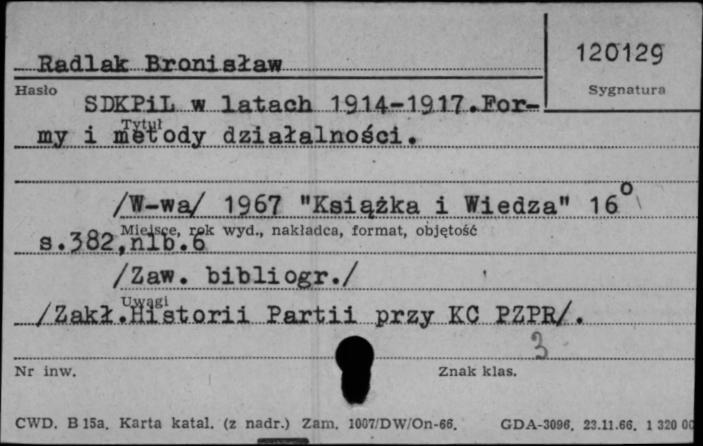 Radlak Bronisław
120129
Hasło
Sygnatura
SDKPiL w latach 1914-1917.For-
Tytuł
my i metody działalności.
/W-wa/ 1967 "Książka i Wiedza" 16°
Miejsce, rok wyd., nakładca, format, objętość
s.382,nlb.6
/Zaw. bibliogr./
Uwagi
/Zakł.Historii Partii przy KC PZPR/.
3
Nr inw.
Znak klas.
CWD. B 15a. Karta katal. (z nadr.) Zam. 1007/DW/On-66. GDA-3096. 23.11.66. 1 320 00